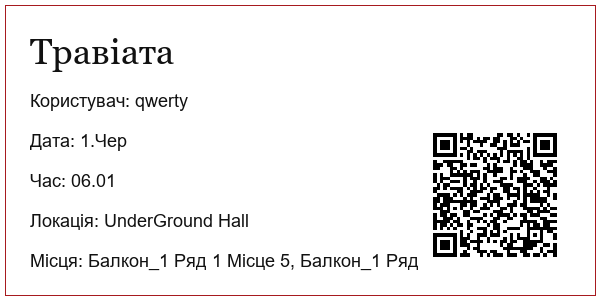 Травіата
Користувач: qwerty
Дата: 1.Чер
Час: 06.01
Локація: UnderGround Hall
Місця: Балкон_1 Ряд 1 Місце 5, Балкон_1 Ряд